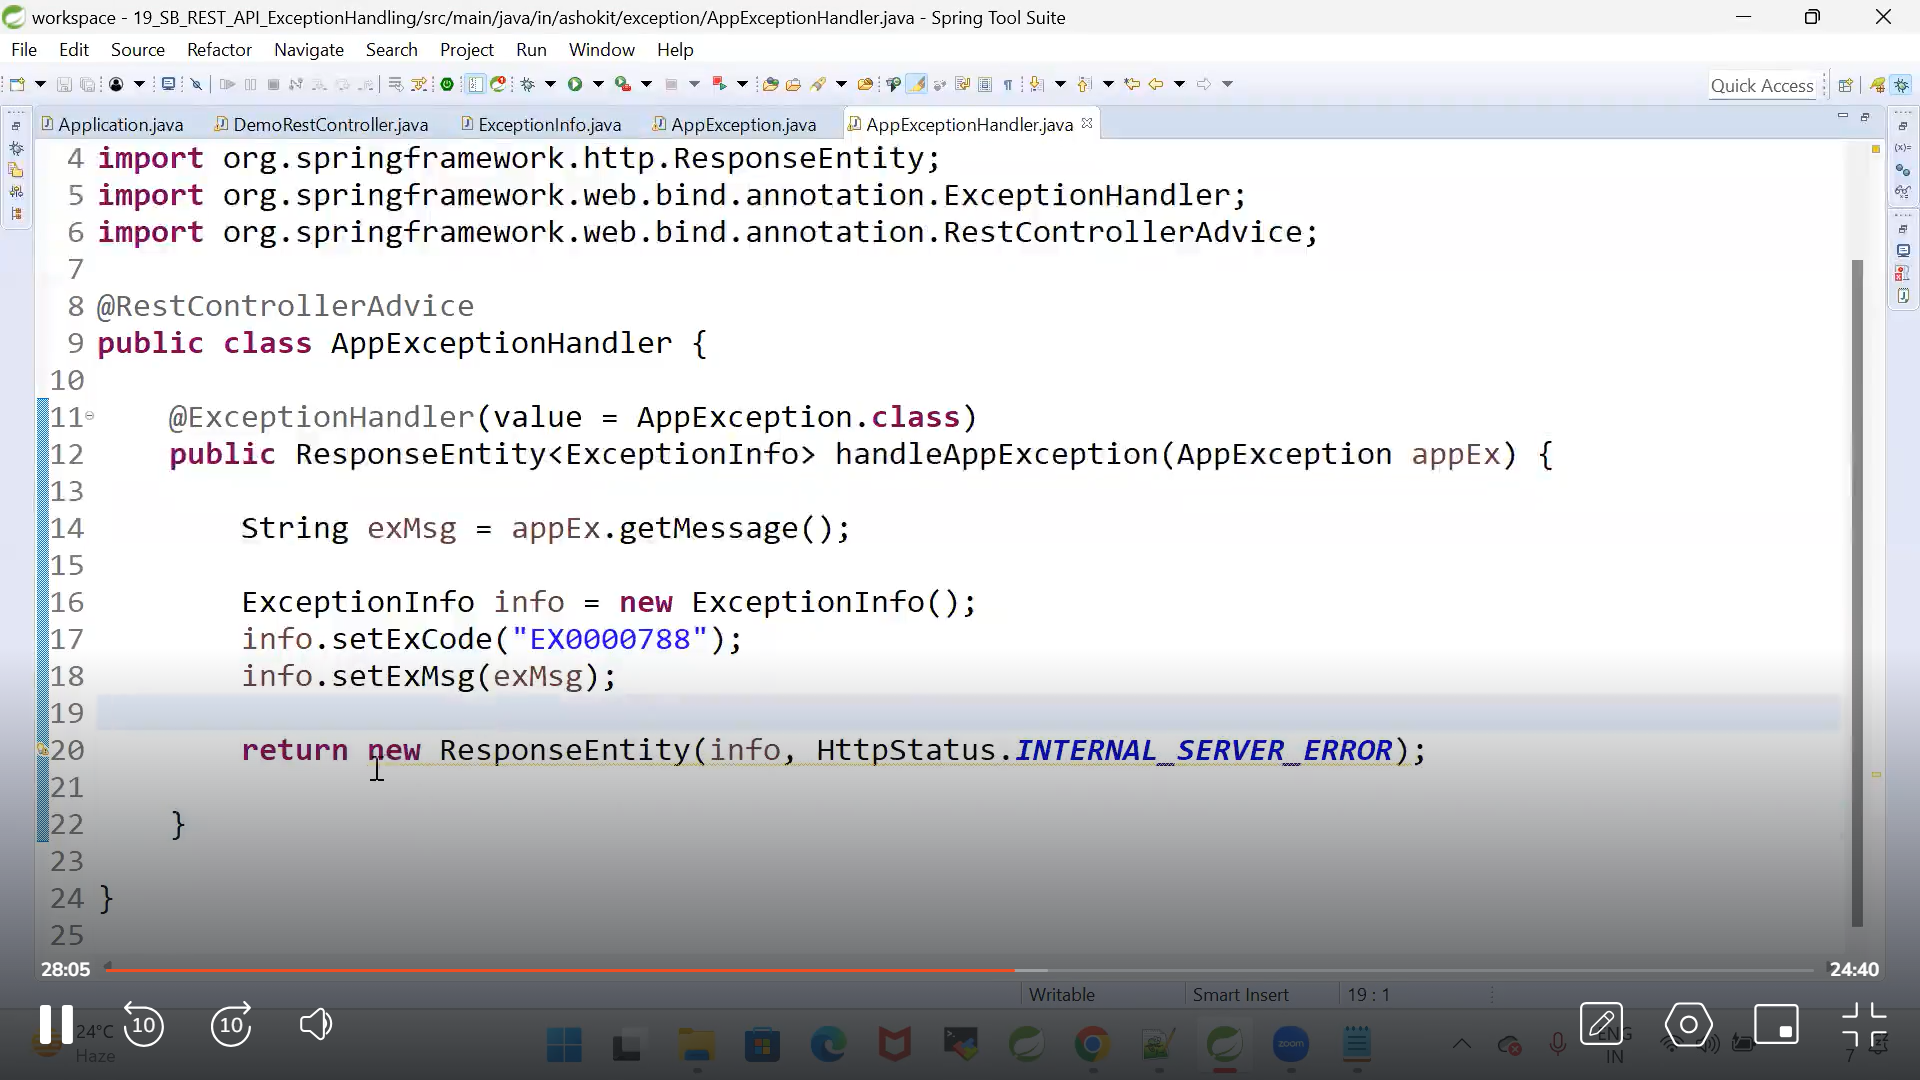 workspace - 19_SB_REST_API_ExceptionHandling/src/main/java/in/ashokit/exception/AppExceptionHandler.java - Spring Tool Suite
File Edit Source Refactor Navigate Search Project Run Window Help
Quick Access
Application.java DemoRestController.java ExceptionInfo.java AppException.java AppExceptionHandler.java
4 import org.springframework.http.ResponseEntity;
5 import org.springframework.web.bind.annotation.ExceptionHandler;
6 import org.springframework.web.bind.annotation.RestControllerAdvice;
7
8 @RestControllerAdvice
9 public class AppExceptionHandler {
10
11 @ExceptionHandler(value = AppException.class)
12 public ResponseEntity<ExceptionInfo> handleAppException(AppException appEx) {
13
14 String exMsg = appEx.getMessage();
15
16 ExceptionInfo info = new ExceptionInfo();
17 info.setExCode("EX0000788");
18 info.setExMsg(exMsg);
19
20 return new ResponseEntity(info, HttpStatus.INTERNAL_SERVER_ERROR);
21
22 }
23
24 }
25
28:05 24:40
Writable Smart Insert 19 : 1
10 10
24°C
Haze
zoom
ENG
IN
7